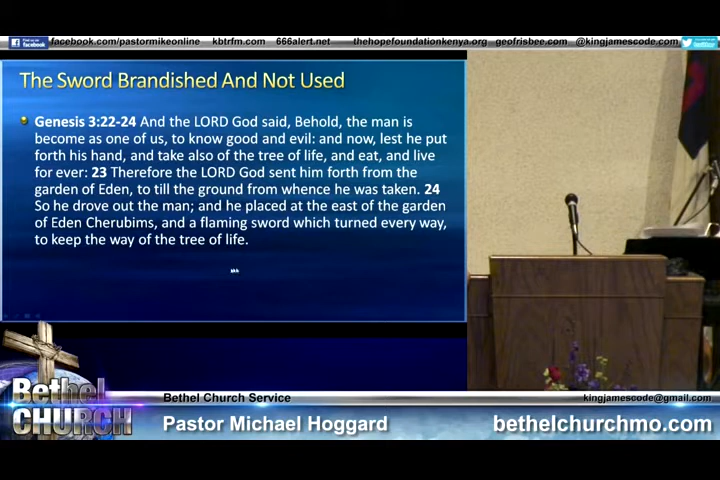 Find us on facebook
facebook.com/pastormikeonline kbtrfm.com 666alert.net thehopefoundationkenya.org geofrisbee.com @kingjamescode.com
The Sword Brandished And Not Used
Genesis 3:22-24 And the LORD God said, Behold, the man is
become as one of us, to know good and evil: and now, lest he put
forth his hand, and take also of the tree of life, and eat, and live
for ever: 23 Therefore the LORD God sent him forth from the
garden of Eden, to till the ground from whence he was taken. 24
So he drove out the man; and he placed at the east of the garden
of Eden Cherubims, and a flaming sword which turned every way,
to keep the way of the tree of life.
Bethel
CHURCH
Bethel Church Service
kingjamescode@gmail.com
Pastor Michael Hoggard
bethelchurchmo.com